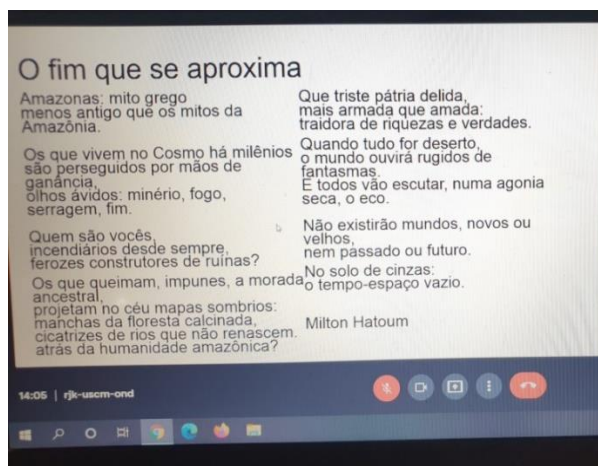 O fim que se aproxima
Amazonas: mito grego
menos antigo que os mitos da
Amazônia.
Os que vivem no Cosmo há milênios
são perseguidos por mãos de
ganância,
olhos ávidos: minério, fogo,
serragem, fim.
Quem são vocês,
incendiários desde sempre,
ferozes construtores de ruínas?
Os que queimam, impunes, a morada
ancestral,
projetam no céu mapas sombrios:
manchas da floresta calcinada,
cicatrizes de rios que não renascem.
atrás da humanidade amazônica?
Que triste pátria delida,
mais armada que amada:
traidora de riquezas e verdades.
Quando tudo for deserto,
o mundo ouvirá rugidos de
fantasmas.
E todos vão escutar, numa agonia
seca, o eco.
Não existirão mundos, novos ou
velhos,
nem passado ou futuro.
No solo de cinzas:
o tempo-espaço vazio.
Milton Hatoum
14:05 | rjk-uscm-ond